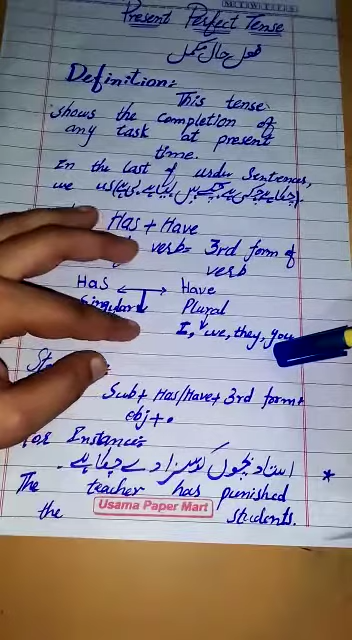 Present Perfect Tense
فعل حال مکمل
Definition:
This tense
shows the completion of
any task at present
time.
In the last of urdu sentences,
we us
Has + Have
verb = 3rd form of
verb
Has ↔ Have
Singular Plural
I, we, they, you
Sub + Has/Have + 3rd form +
obj + .
For Instance:
استاد بچوں کو سزا دے چکا ہے۔ *
The teacher has punished
the students.
Usama Paper Mart